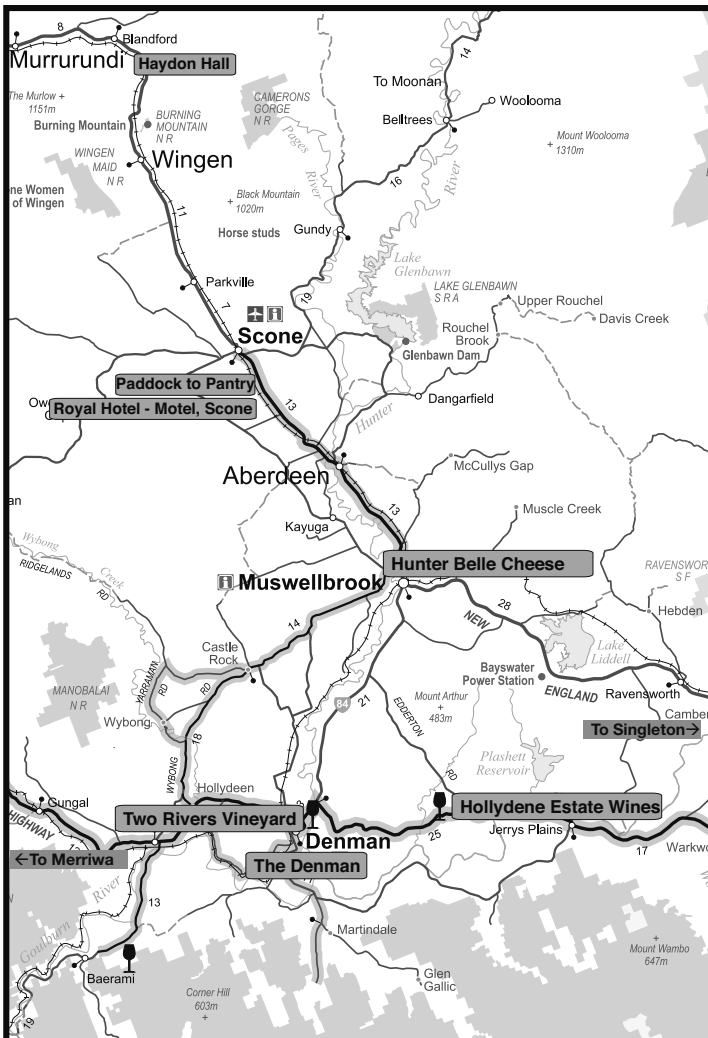 8
Blandford
14
Murrurundi
Haydon Hall
To Moonan
The Murlow +
1151m
CAMERONS
GORGE
N R
Woolooma
BURNING
MOUNTAIN
N R
Burning Mountain
Belltrees
Mount Woolooma
+ 1310m
Pages
River
WINGEN
MAID
N R
Wingen
River
16
one Women
of Wingen
Black Mountain
+ 1020m
11
Horse studs
Gundy
Lake
Glenbawn
Parkville
LAKE GLENBAWN
S R A
19
Upper Rouchel
7
Davis Creek
Scone
Rouchel
Brook
Glenbawn Dam
Paddock to Pantry
13
Dangarfield
Ow
Royal Hotel - Motel, Scone
Hunter
Aberdeen
McCullys Gap
an
13
Muscle Creek
Kayuga
Wybong
Creek
RIDGELANDS
RD
Hunter Belle Cheese
RAVENSWOR
S F
Muswellbrook
28
NEW
Hebden
14
Castle
Rock
Lake
Liddell
YARRAMAN
RD
RD
Bayswater
Power Station
ENGLAND
MANOBALAI
N R
84
21
EDDERTON
RD
Mount Arthur
+ 483m
Ravensworth
Camber
Wybong
18
To Singleton→
WYBONG
Plashett
Reservoir
Hollydeen
Gungal
Two Rivers Vineyard
Hollydene Estate Wines
HIGHWAY
Denman
25
Jerrys Plains
17
Warkwo
←To Merriwa
The Denman
River
Goulburn
13
Martindale
Mount Wambo
647m
Baerami
Glen
Gallic
Corner Hill
603m
+
19